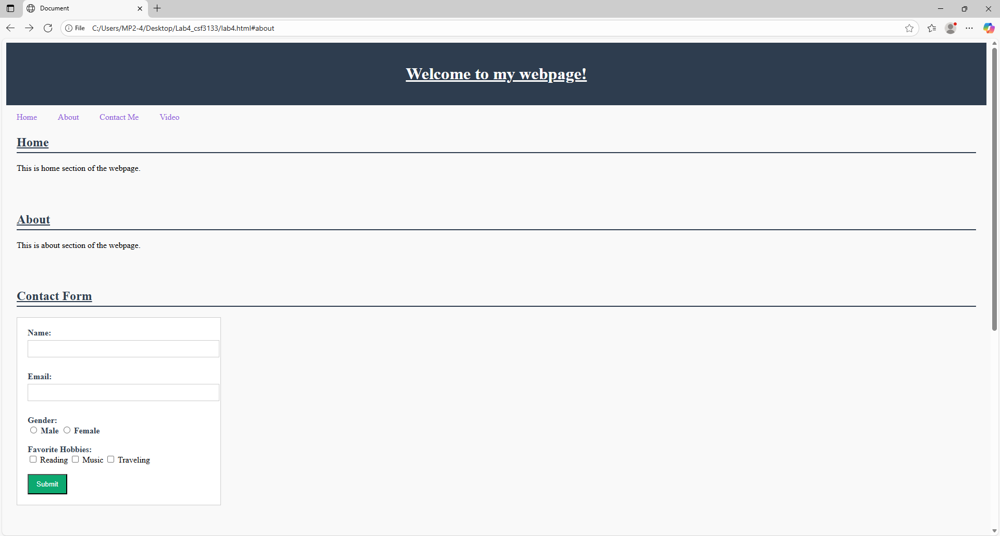 Document
File C:/Users/MP2-4/Desktop/Lab4_csf3133/lab4.html#about
Welcome to my webpage!
Home About Contact Me Video
Home
This is home section of the webpage.
About
This is about section of the webpage.
Contact Form
Name:
Email:
Gender:
Male Female
Favorite Hobbies:
Reading Music Traveling
Submit